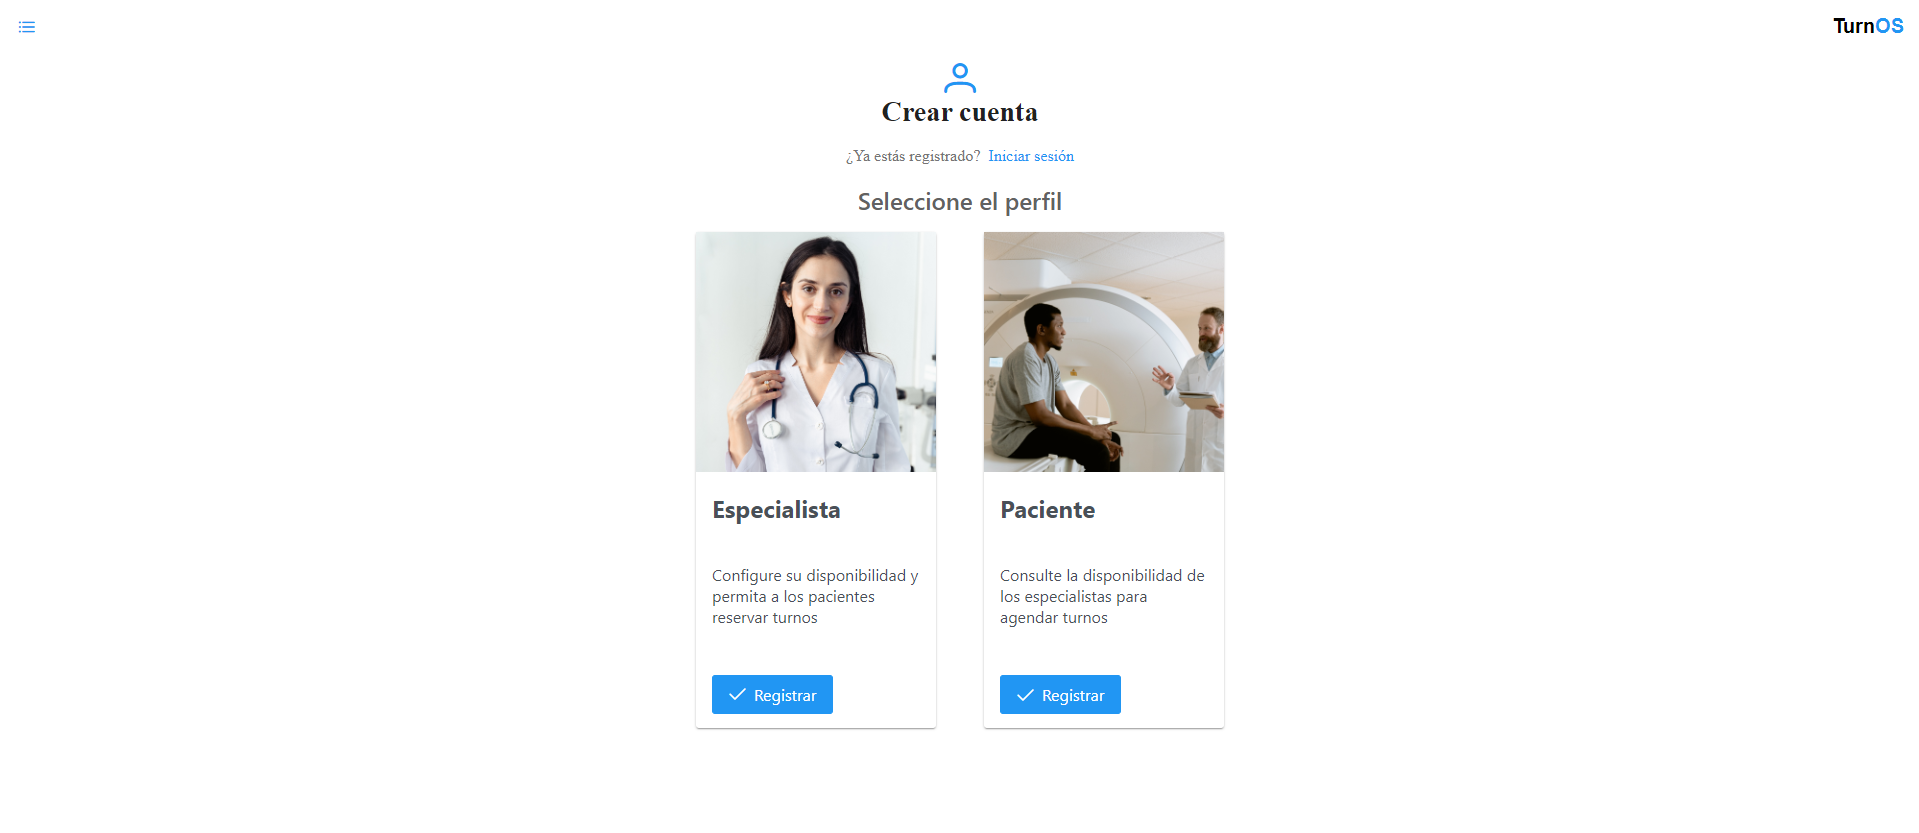 TurnOS
Crear cuenta
¿Ya estás registrado? Iniciar sesión
Seleccione el perfil
Especialista
Configure su disponibilidad y
permita a los pacientes
reservar turnos
Registrar
Paciente
Consulte la disponibilidad de
los especialistas para
agendar turnos
Registrar